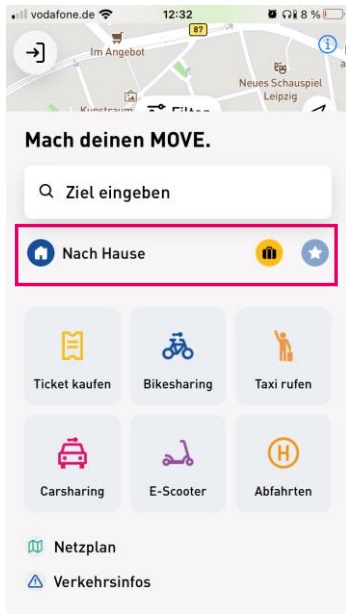 vodafone.de 12:32 8 %
87
Im Angebot
Neues Schauspiel
Leipzig
Mach deinen MOVE.
Ziel eingeben
Nach Hause
Ticket kaufen Bikesharing Taxi rufen
Carsharing E-Scooter H Abfahrten
Netzplan
Verkehrsinfos